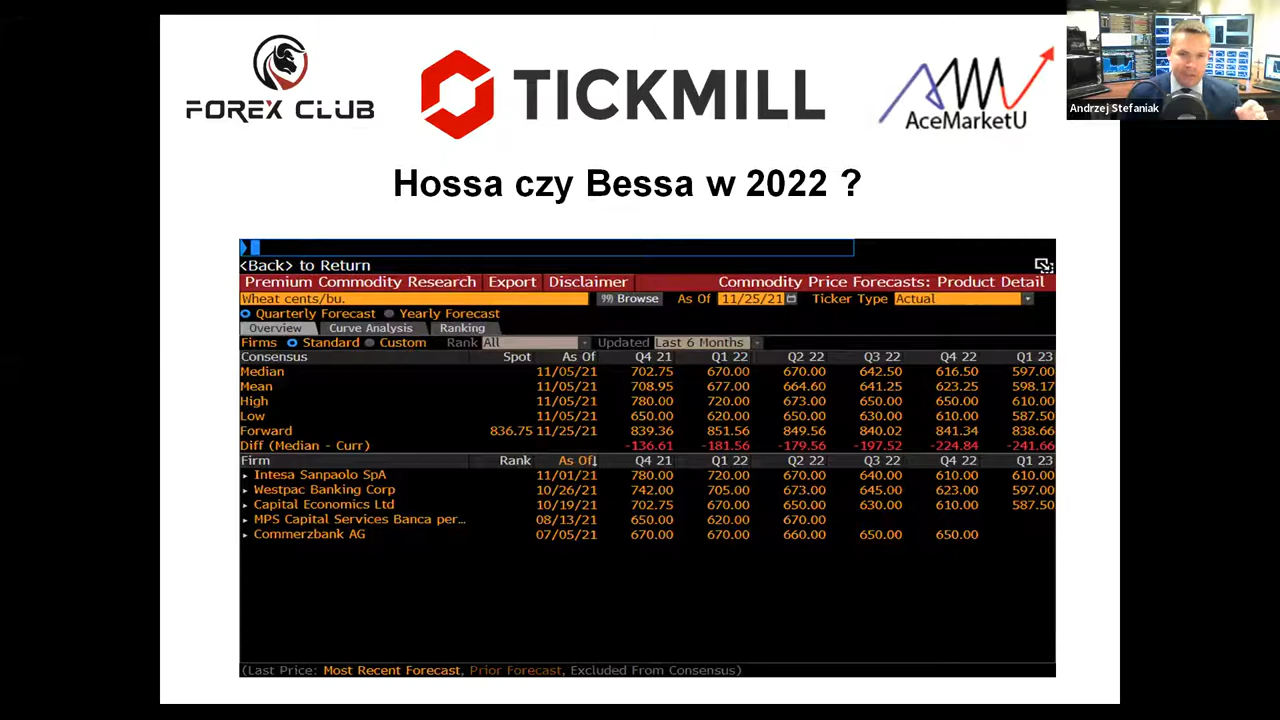 FOREX CLUB
TICKMILL
AceMarketU
Andrzej Stefaniak
Hossa czy Bessa w 2022 ?
<Back> to Return
Premium Commodity Research Export Disclaimer Commodity Price Forecasts: Product Detail
Wheat cents/bu. 99) Browse As Of 11/25/21 Ticker Type Actual
Quarterly Forecast Yearly Forecast
Overview Curve Analysis Ranking
Firms Standard Custom Rank All Updated Last 6 Months
Consensus Spot As Of Q4 21 Q1 22 Q2 22 Q3 22 Q4 22 Q1 23
Median 11/05/21 702.75 670.00 670.00 642.50 616.50 597.00
Mean 11/05/21 708.95 677.00 664.60 641.25 623.25 598.17
High 11/05/21 780.00 720.00 673.00 650.00 650.00 610.00
Low 11/05/21 650.00 620.00 650.00 630.00 610.00 587.50
Forward 836.75 11/25/21 839.36 851.56 849.56 840.02 841.34 838.66
Diff (Median - Curr) -136.61 -181.56 -179.56 -197.52 -224.84 -241.66
Firm Rank As Of↓ Q4 21 Q1 22 Q2 22 Q3 22 Q4 22 Q1 23
Intesa Sanpaolo SpA 11/01/21 780.00 720.00 670.00 640.00 610.00 610.00
Westpac Banking Corp 10/26/21 742.00 705.00 673.00 645.00 623.00 597.00
Capital Economics Ltd 10/19/21 702.75 670.00 650.00 630.00 610.00 587.50
MPS Capital Services Banca per... 08/13/21 650.00 620.00 670.00
Commerzbank AG 07/05/21 670.00 670.00 660.00 650.00 650.00
(Last Price: Most Recent Forecast, Prior Forecast, Excluded From Consensus)